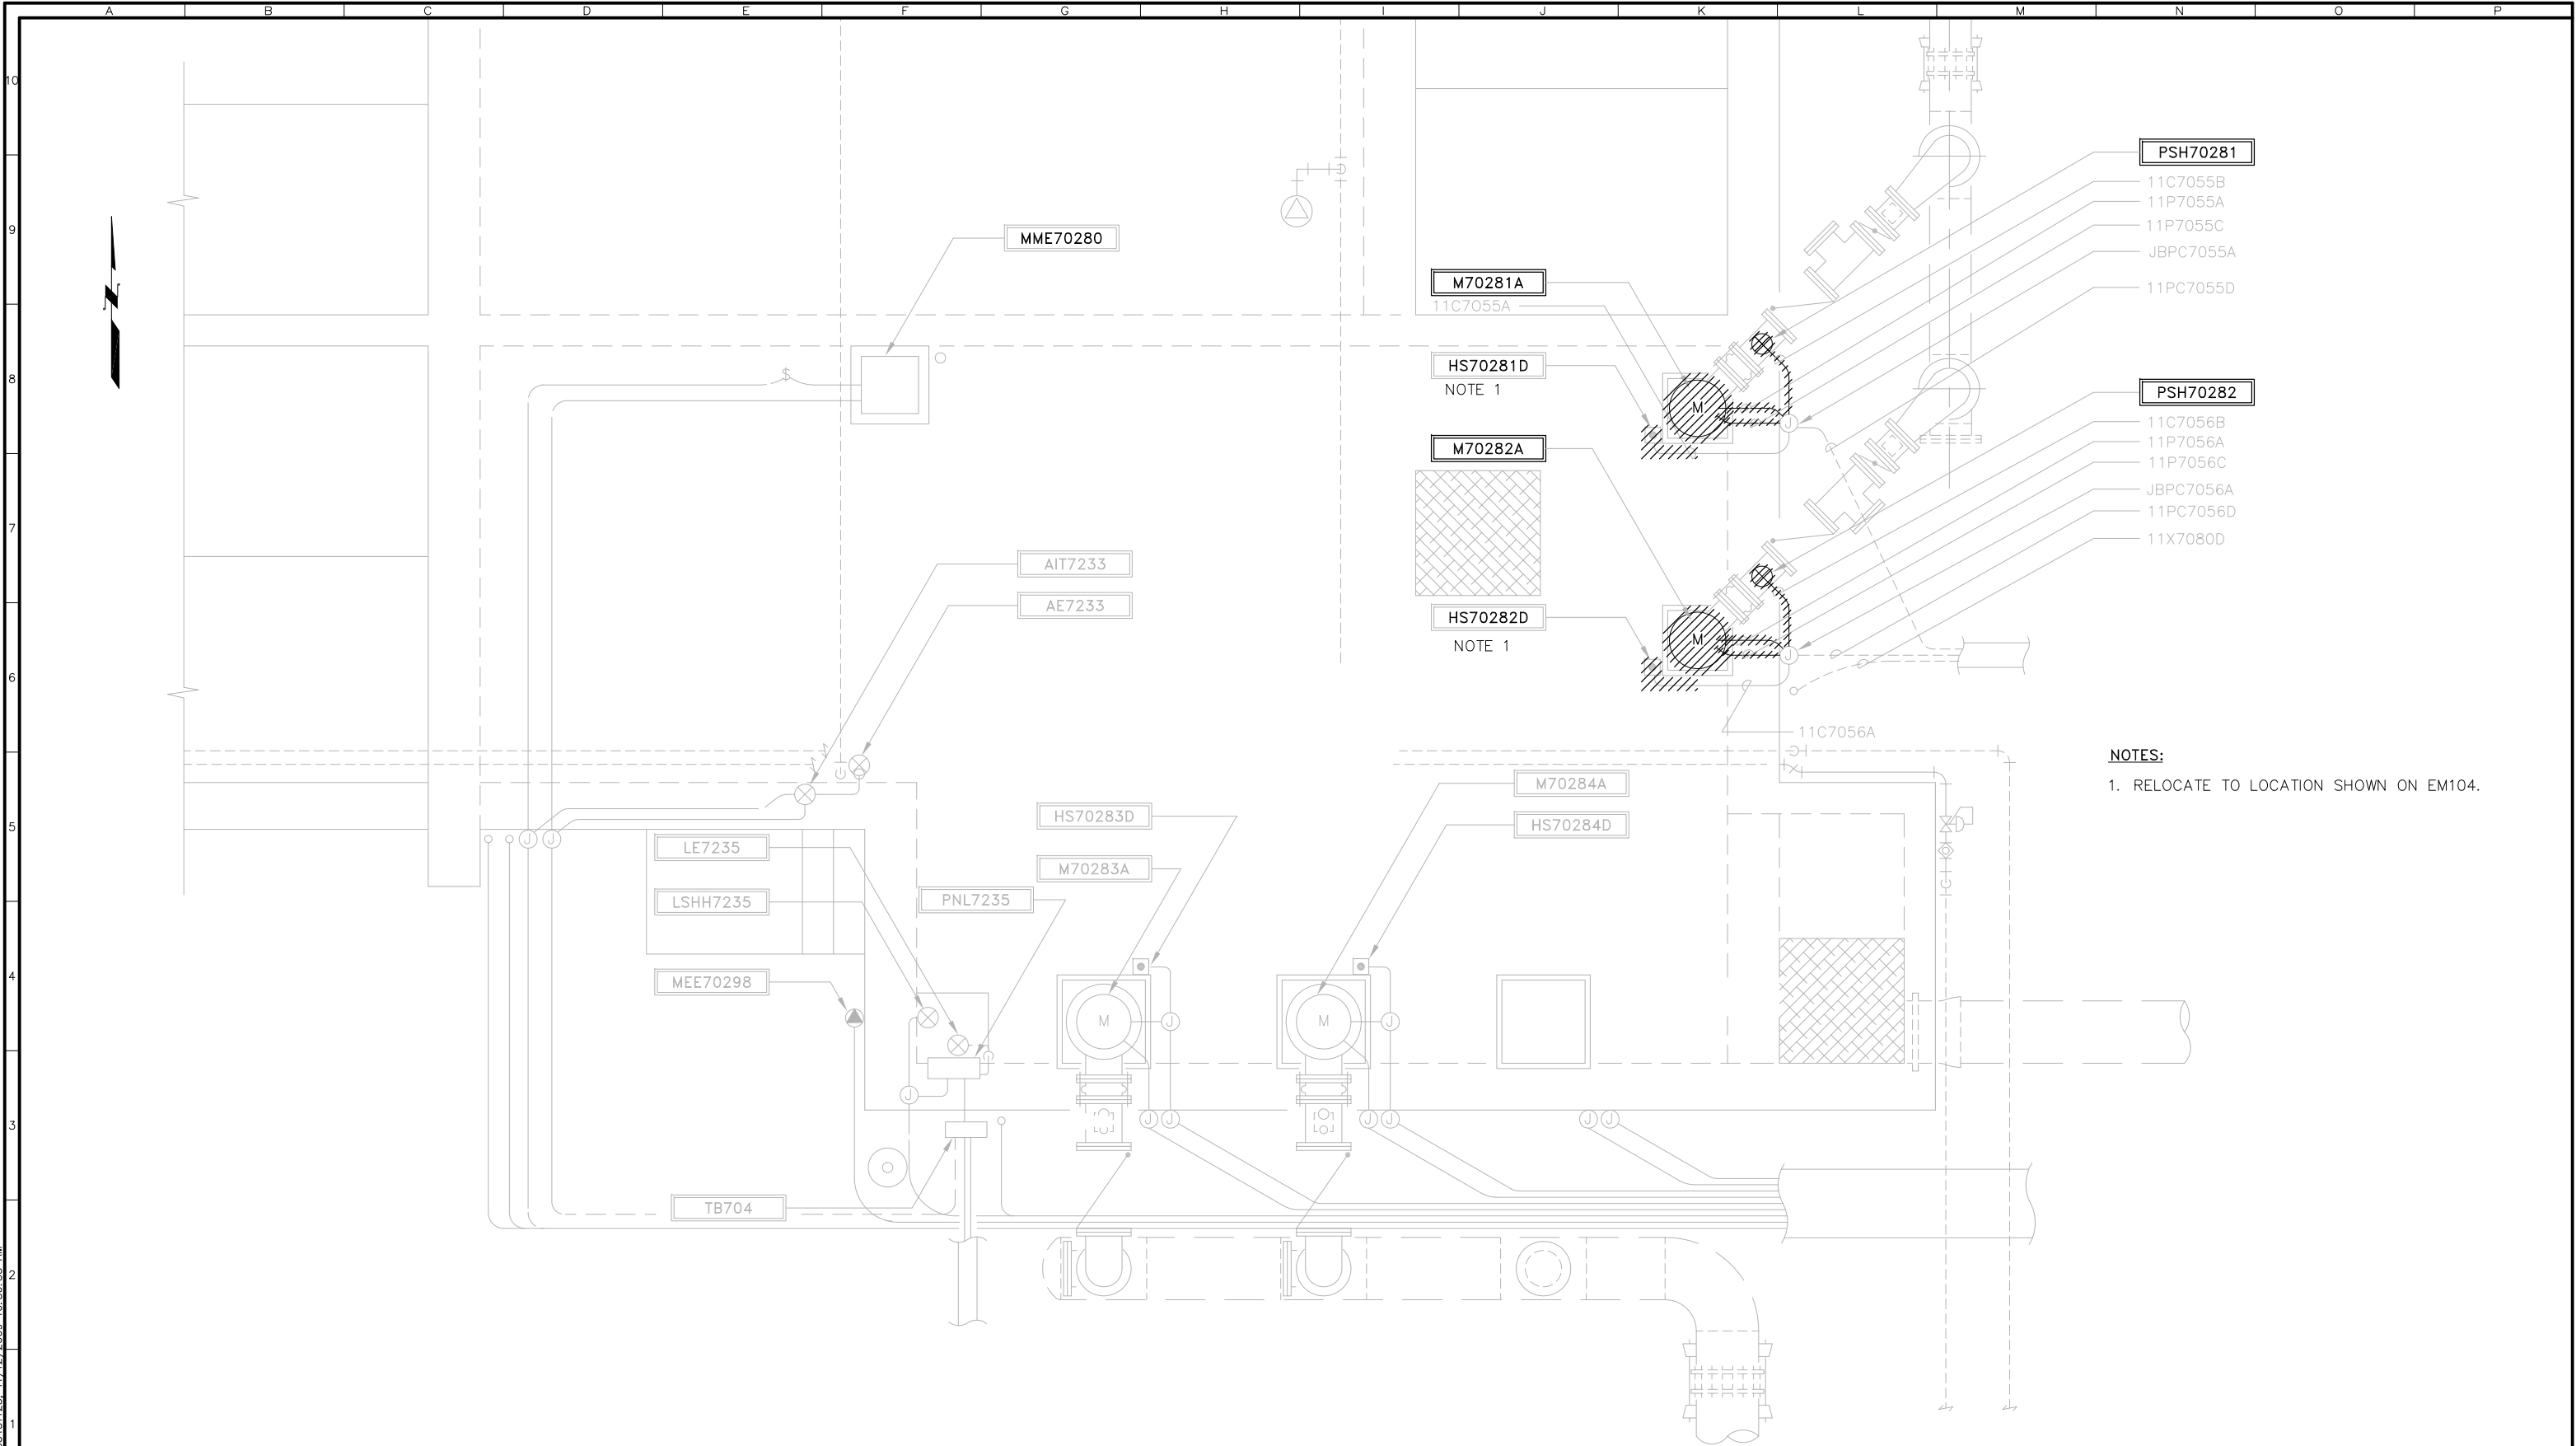 A B C D E F G H I J K L M N O P
10
9
8
7
6
5
4
3
2
1
N
PSH70281
11C7055B
11P7055A
11P7055C
JBPC7055A
11PC7055D
MME70280
M70281A
11C7055A
HS70281D
NOTE 1
M
J
$
PSH70282
11C7056B
11P7056A
11P7056C
JBPC7056A
11PC7056D
11X7080D
M70282A
HS70282D
NOTE 1
M
J
11C7056A
AIT7233
AE7233
NOTES:
1. RELOCATE TO LOCATION SHOWN ON EM104.
M70284A
HS70284D
HS70283D
M70283A
J J
LE7235
LSHH7235
PNL7235
MEE70298
M J M J
J
J J J J J J
TB704